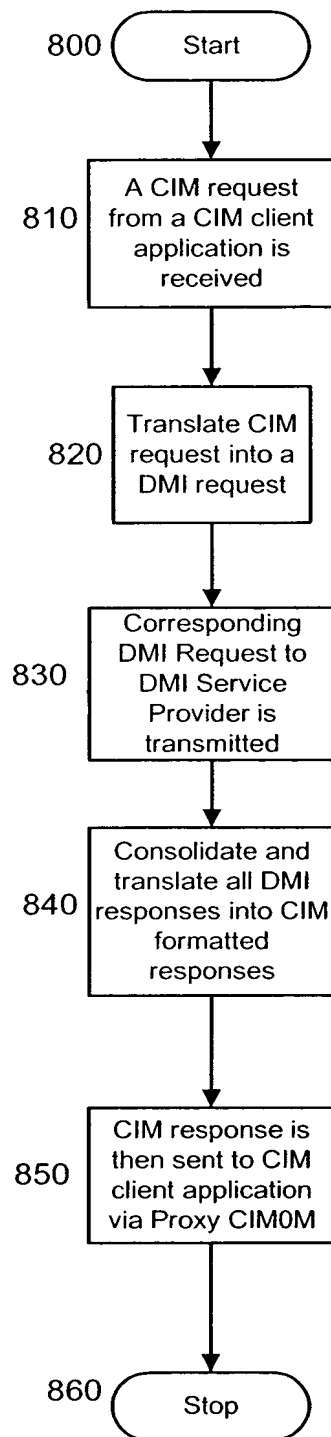 800
Start
810
A CIM request
from a CIM client
application is
received
820
Translate CIM
request into a
DMI request
830
Corresponding
DMI Request to
DMI Service
Provider is
transmitted
840
Consolidate and
translate all DMI
responses into CIM
formatted
responses
850
CIM response is
then sent to CIM
client application
via Proxy CIM0M
860
Stop